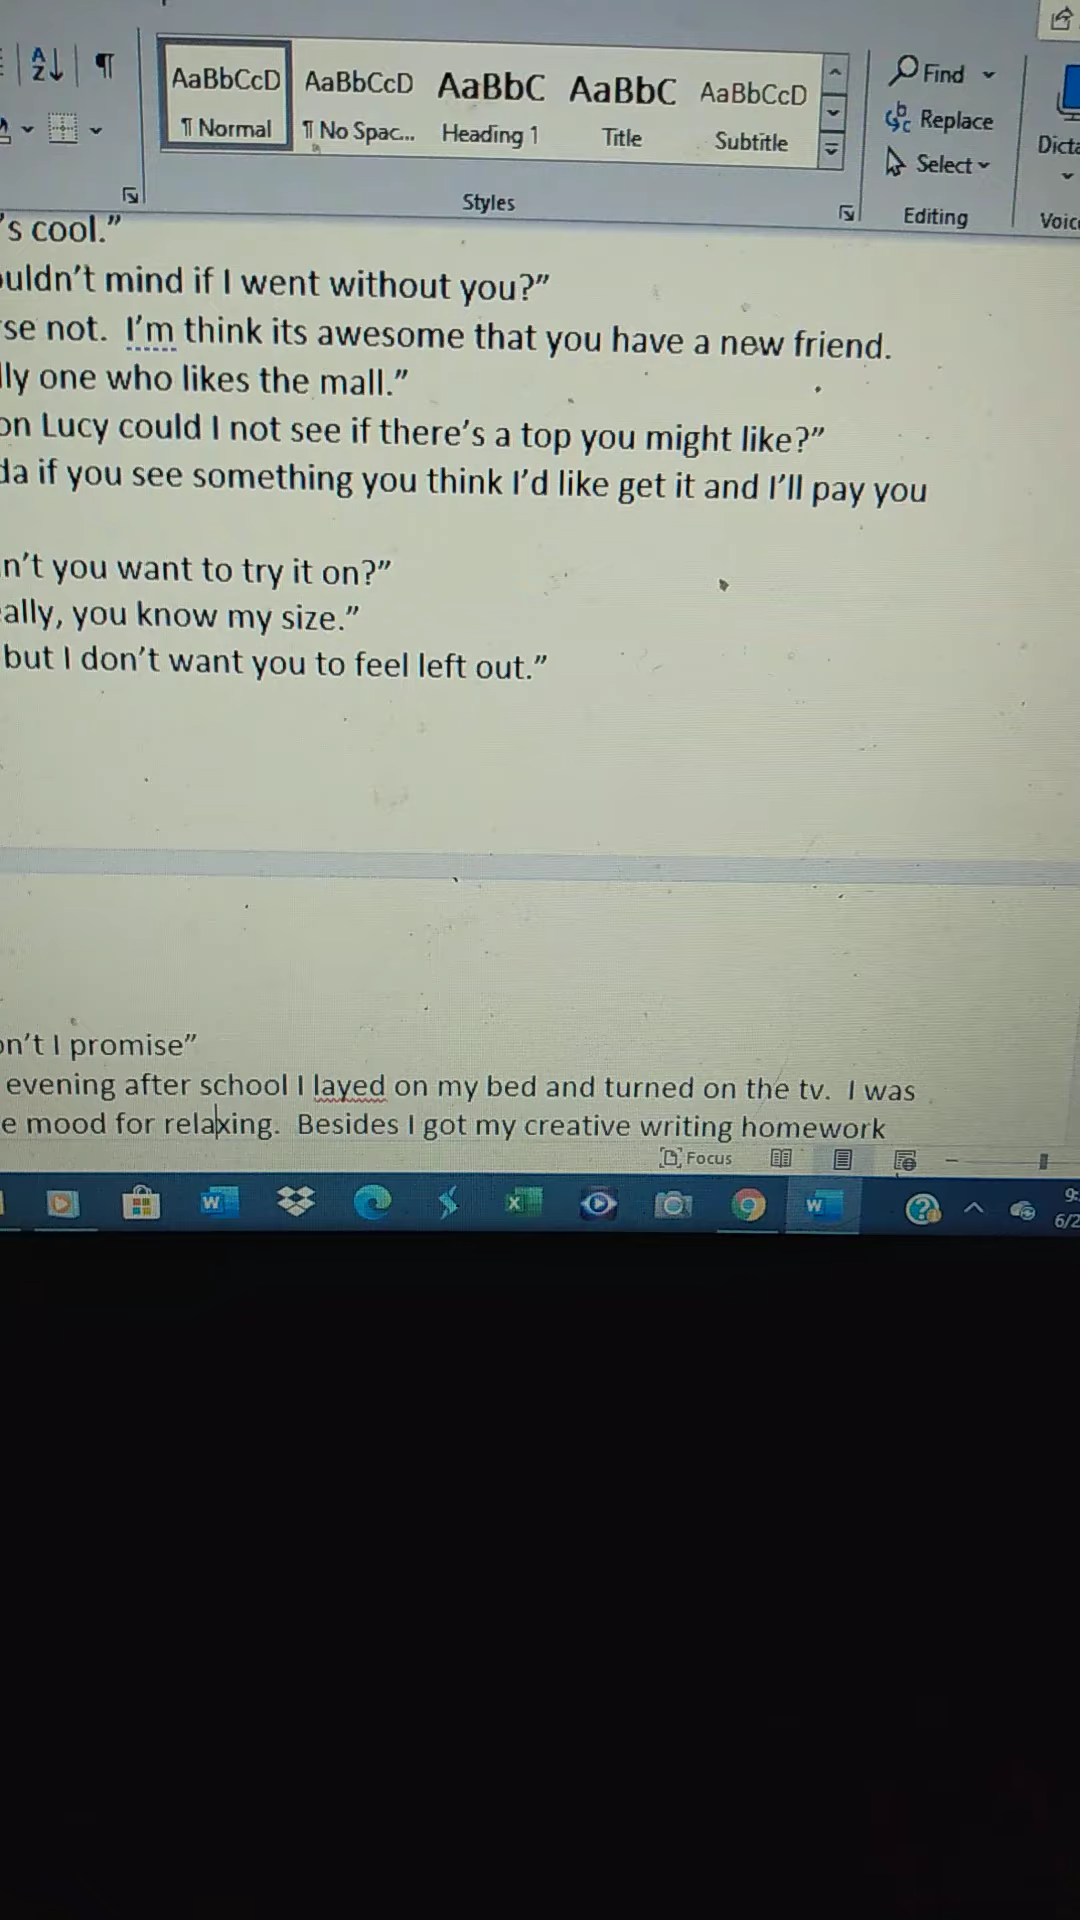 AaBbCcD AaBbCcD AaBbC AaBbC AaBbCcD
¶ Normal ¶ No Spac... Heading 1 Title Subtitle
Styles
Find
Replace
Select
Editing
's cool.”
uldn’t mind if I went without you?”
se not.  I’m think its awesome that you have a new friend.
lly one who likes the mall.”
on Lucy could I not see if there’s a top you might like?”
da if you see something you think I’d like get it and I’ll pay you
n’t you want to try it on?”
ally, you know my size.”
but I don’t want you to feel left out.”
on’t I promise”
evening after school I layed on my bed and turned on the tv.  I was
e mood for relaxing.  Besides I got my creative writing homework
Focus
9:
6/2